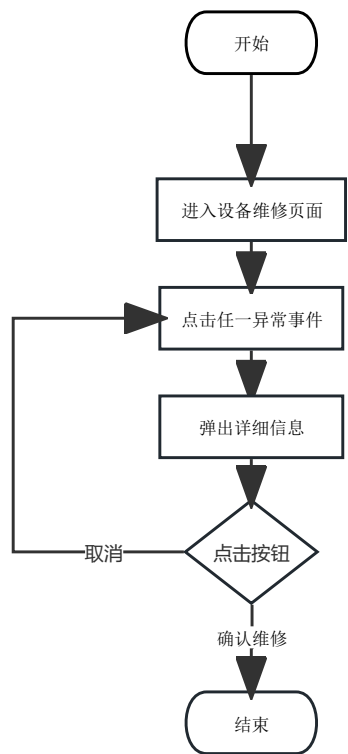 开始
进入设备维修页面
点击任一异常事件
弹出详细信息
点击按钮
取消
确认维修
结束